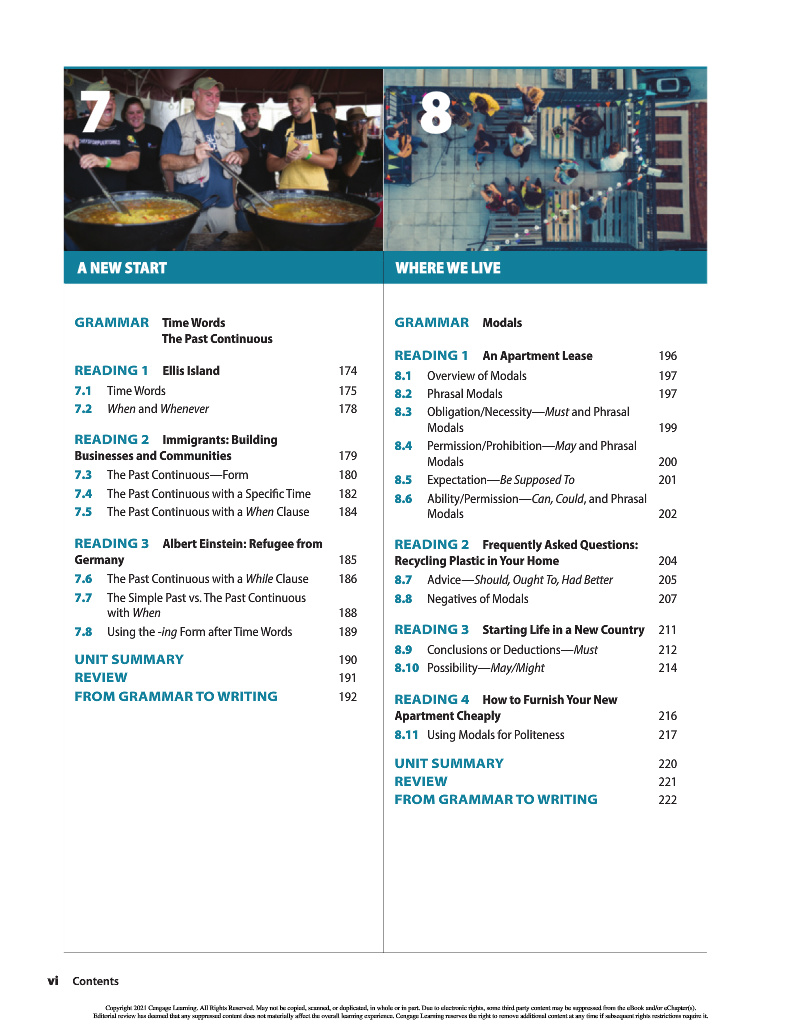 7
A NEW START
GRAMMAR Time Words
The Past Continuous
READING 1 Ellis Island 174
7.1 Time Words 175
7.2 When and Whenever 178
READING 2 Immigrants: Building
Businesses and Communities 179
7.3 The Past Continuous—Form 180
7.4 The Past Continuous with a Specific Time 182
7.5 The Past Continuous with a When Clause 184
READING 3 Albert Einstein: Refugee from
Germany 185
7.6 The Past Continuous with a While Clause 186
7.7 The Simple Past vs. The Past Continuous
with When 188
7.8 Using the -ing Form after Time Words 189
UNIT SUMMARY 190
REVIEW 191
FROM GRAMMAR TO WRITING 192
8
WHERE WE LIVE
GRAMMAR Modals
READING 1 An Apartment Lease 196
8.1 Overview of Modals 197
8.2 Phrasal Modals 197
8.3 Obligation/Necessity—Must and Phrasal
Modals 199
8.4 Permission/Prohibition—May and Phrasal
Modals 200
8.5 Expectation—Be Supposed To 201
8.6 Ability/Permission—Can, Could, and Phrasal
Modals 202
READING 2 Frequently Asked Questions:
Recycling Plastic in Your Home 204
8.7 Advice—Should, Ought To, Had Better 205
8.8 Negatives of Modals 207
READING 3 Starting Life in a New Country 211
8.9 Conclusions or Deductions—Must 212
8.10 Possibility—May/Might 214
READING 4 How to Furnish Your New
Apartment Cheaply 216
8.11 Using Modals for Politeness 217
UNIT SUMMARY 220
REVIEW 221
FROM GRAMMAR TO WRITING 222
vi Contents
Copyright 2021 Cengage Learning. All Rights Reserved. May not be copied, scanned, or duplicated, in whole or in part. Due to electronic rights, some third party content may be suppressed from the eBook and/or eChapter(s).
Editorial review has deemed that any suppressed content does not materially affect the overall learning experience. Cengage Learning reserves the right to remove additional content at any time if subsequent rights restrictions require it.